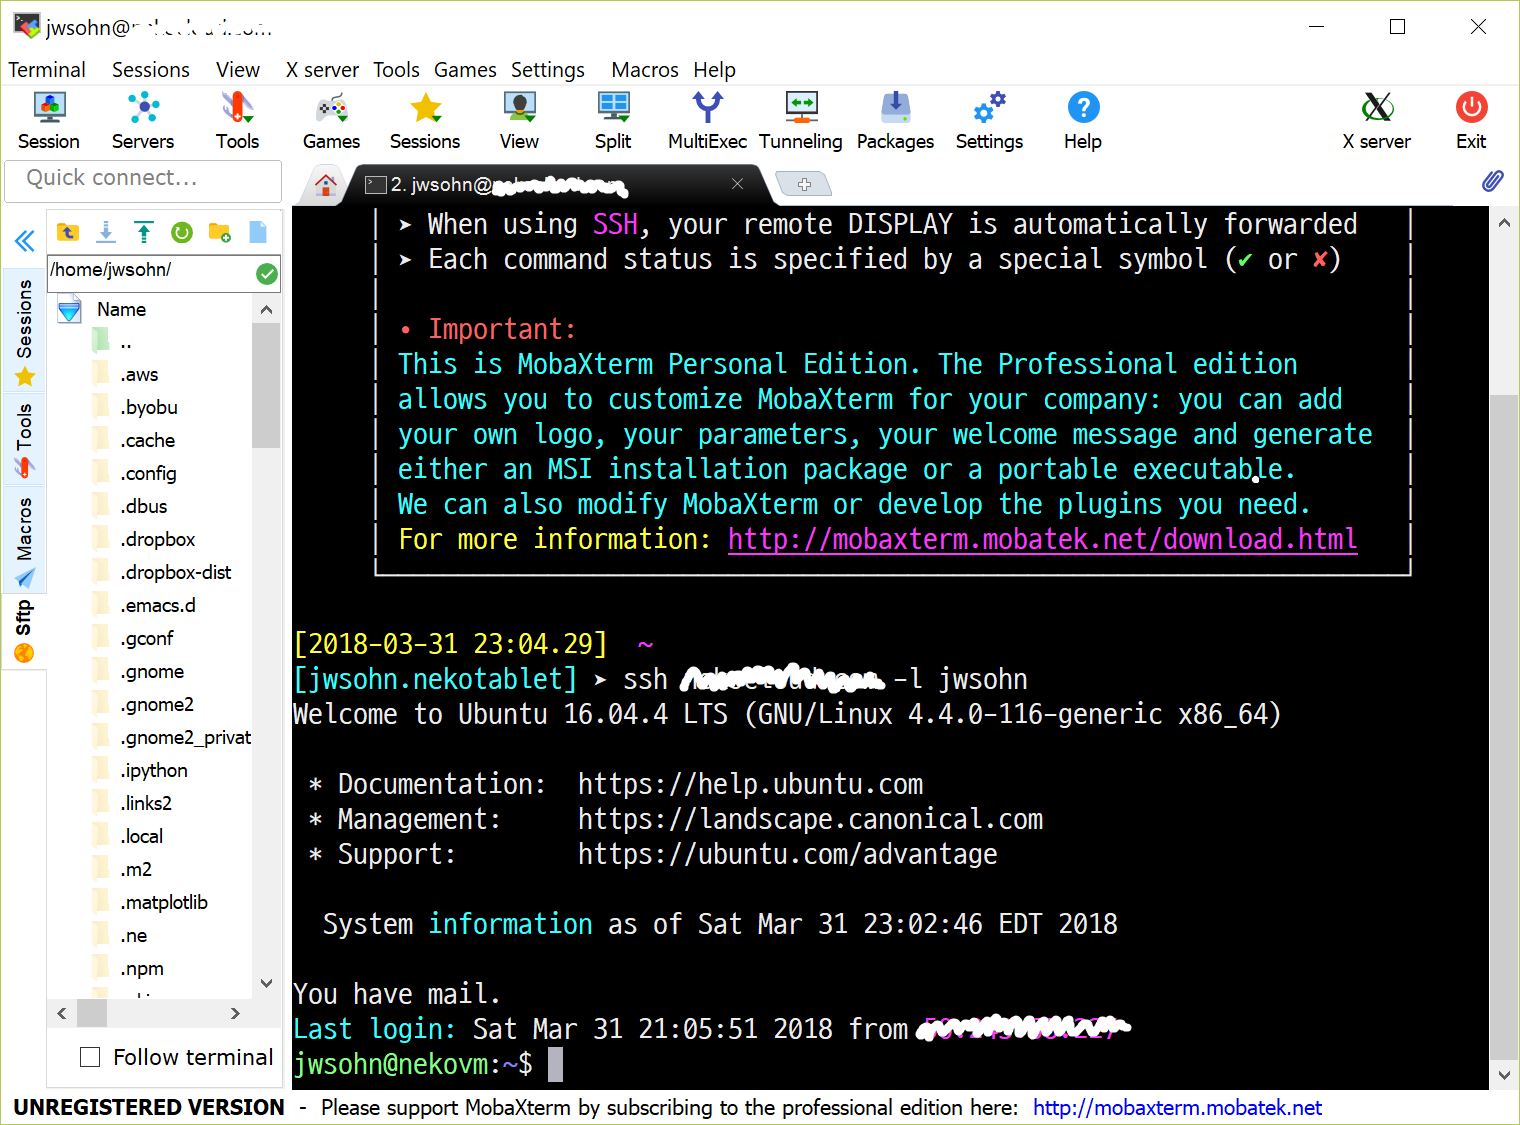 jwsohn@
Terminal Sessions View X server Tools Games Settings Macros Help
Session Servers Tools Games Sessions View Split MultiExec Tunneling Packages Settings Help X server Exit
Quick connect...
2. jwsohn@
/home/jwsohn/
Name
..
.aws
.byobu
.cache
.config
.dbus
.dropbox
.dropbox-dist
.emacs.d
.gconf
.gnome
.gnome2
.gnome2_privat
.ipython
.links2
.local
.m2
.matplotlib
.ne
.npm
Follow terminal
Sessions
Tools
Macros
Sftp
➤ When using SSH, your remote DISPLAY is automatically forwarded
➤ Each command status is specified by a special symbol (✔ or ✘)
• Important:
This is MobaXterm Personal Edition. The Professional edition
allows you to customize MobaXterm for your company: you can add
your own logo, your parameters, your welcome message and generate
either an MSI installation package or a portable executable.
We can also modify MobaXterm or develop the plugins you need.
For more information: http://mobaxterm.mobatek.net/download.html
[2018-03-31 23:04.29] ~
[jwsohn.nekotablet] ➤ ssh -l jwsohn
Welcome to Ubuntu 16.04.4 LTS (GNU/Linux 4.4.0-116-generic x86_64)
* Documentation: https://help.ubuntu.com
* Management: https://landscape.canonical.com
* Support: https://ubuntu.com/advantage
System information as of Sat Mar 31 23:02:46 EDT 2018
You have mail.
Last login: Sat Mar 31 21:05:51 2018 from
jwsohn@nekovm:~$
UNREGISTERED VERSION - Please support MobaXterm by subscribing to the professional edition here: http://mobaxterm.mobatek.net